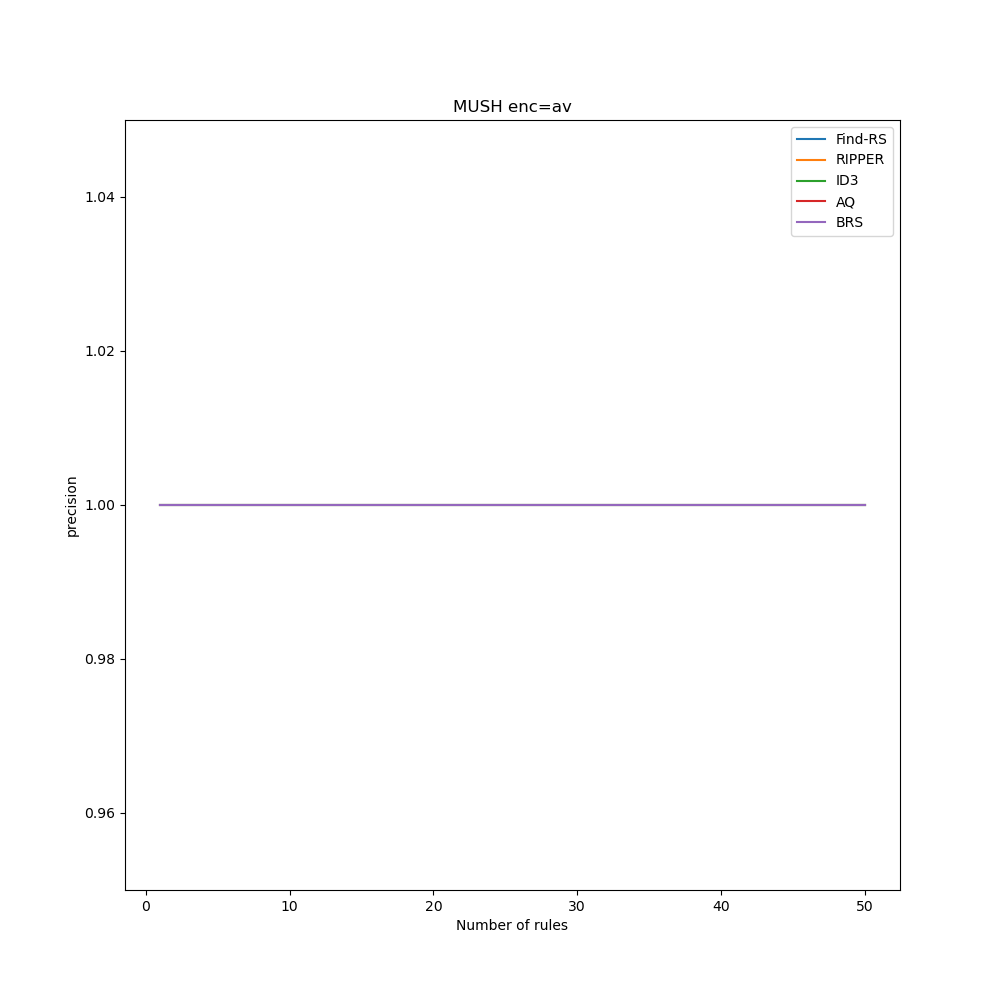 MUSH enc=av
Find-RS
RIPPER
ID3
AQ
BRS
1.04
1.02
1.00
0.98
0.96
precision
0
10
20
30
40
50
Number of rules